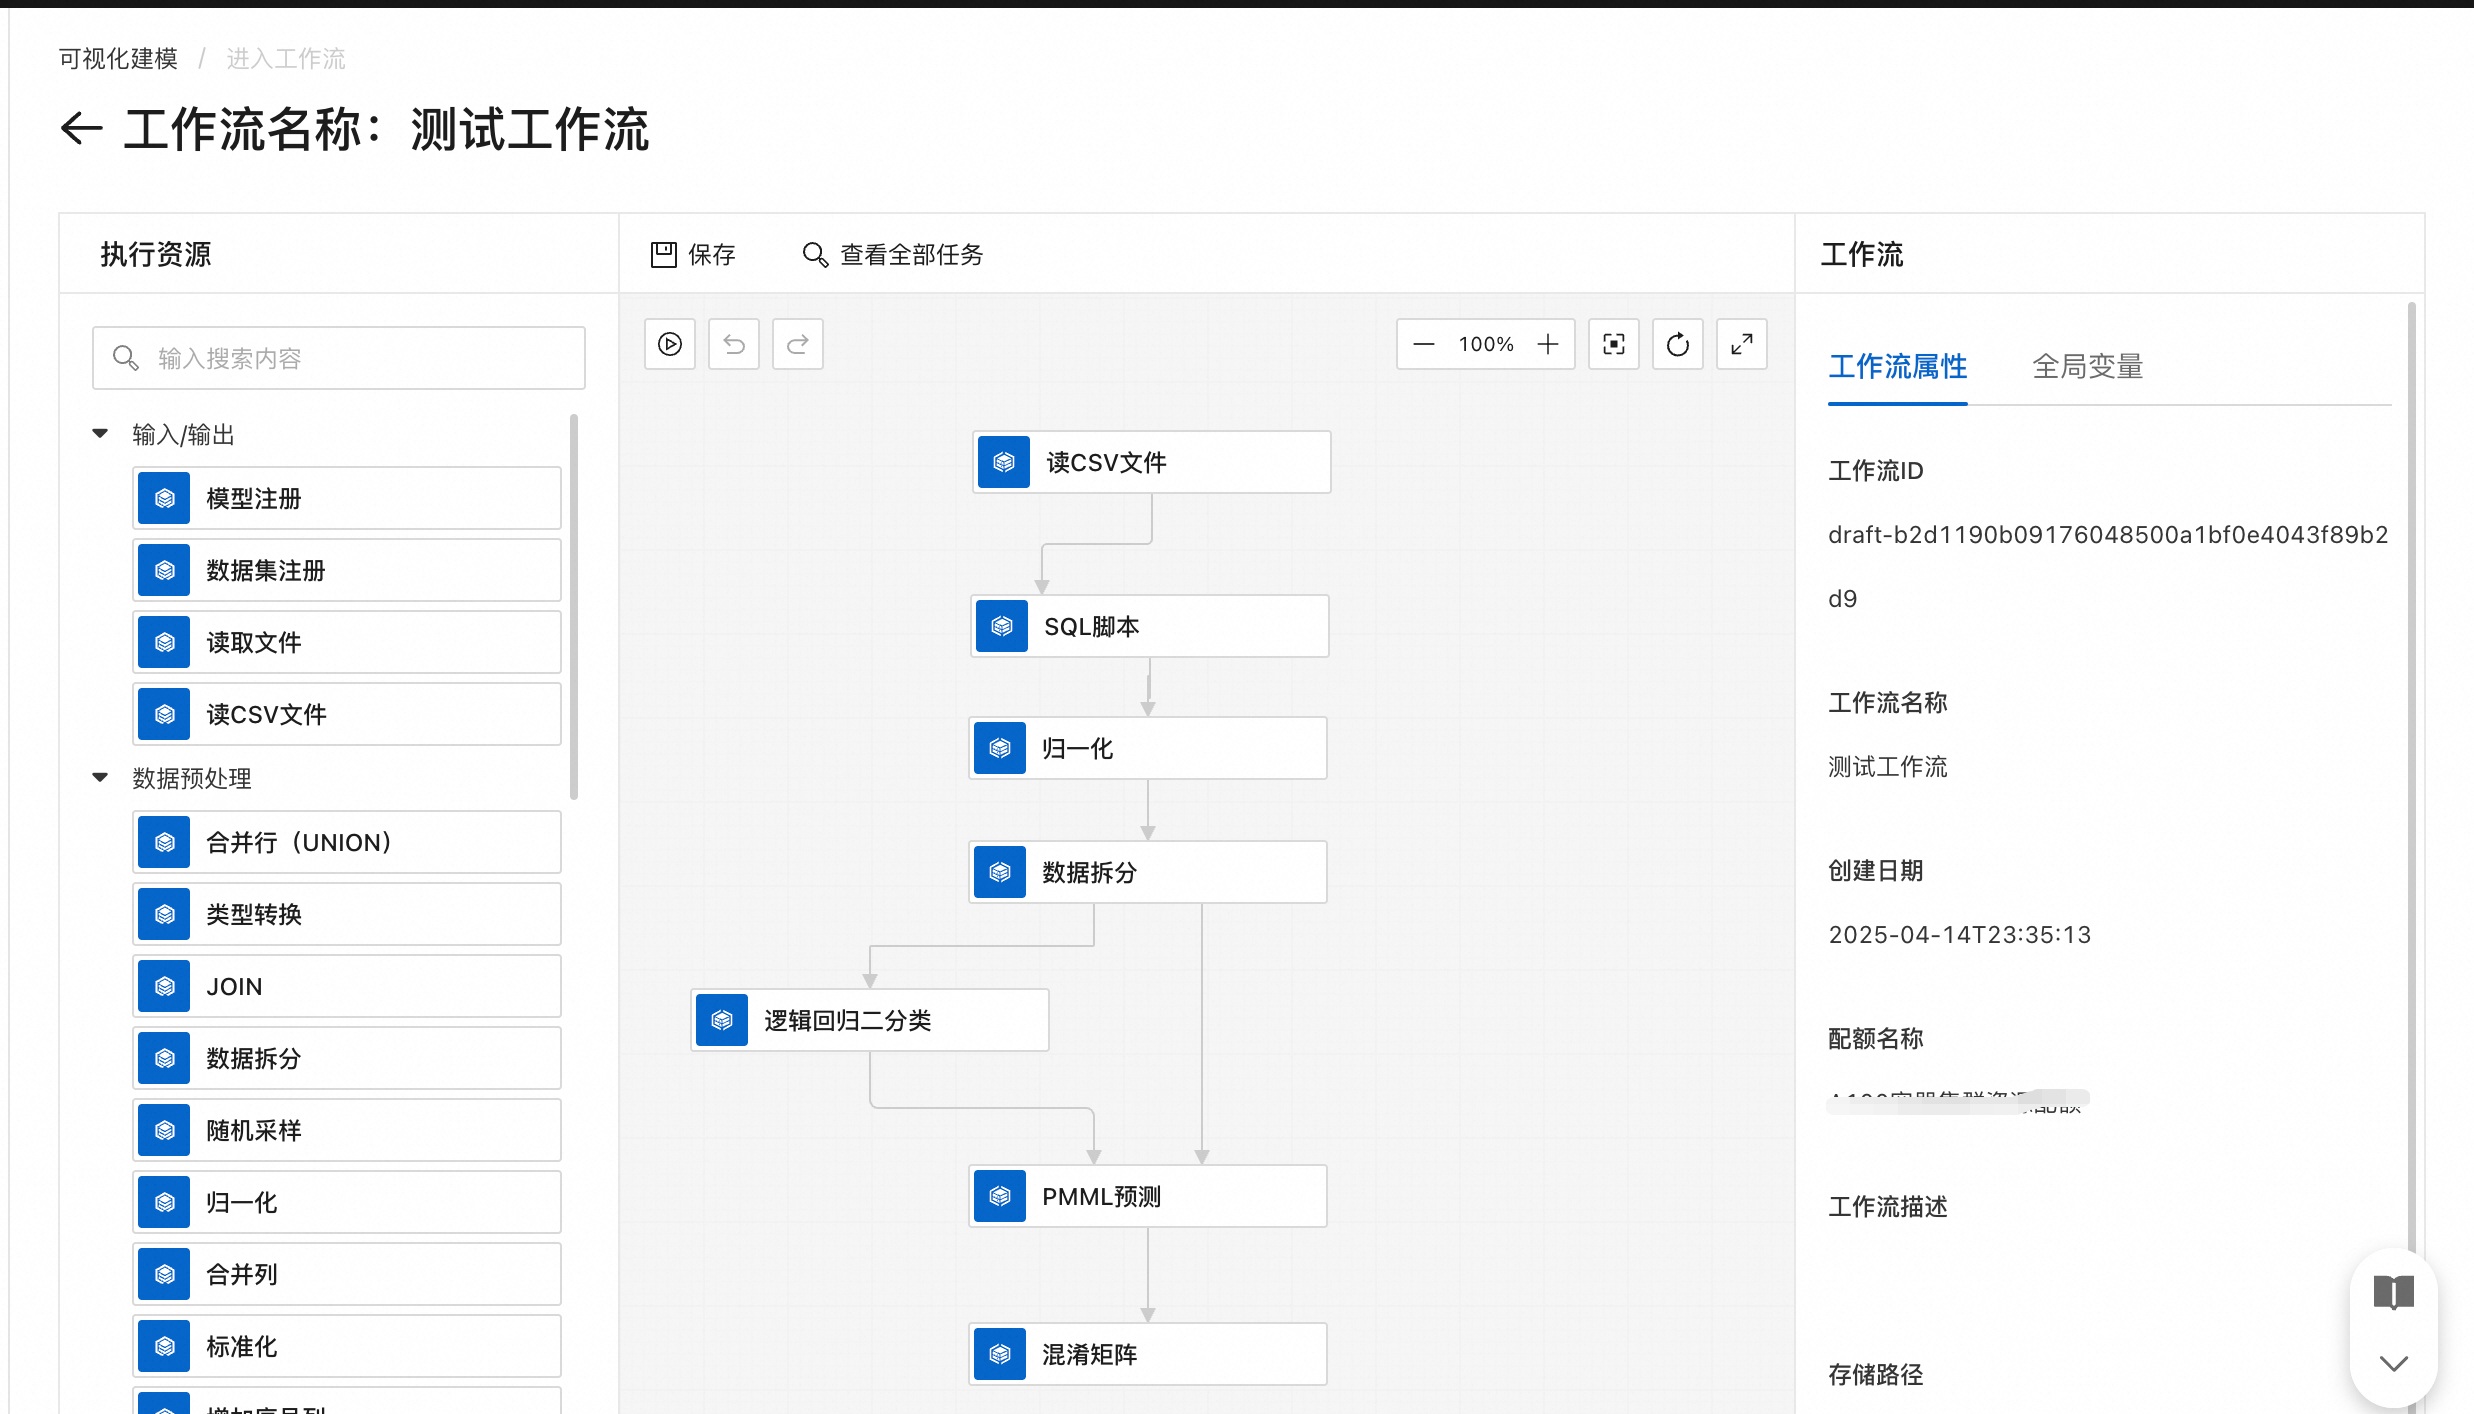 可视化建模 / 进入工作流
工作流名称：测试工作流
执行资源
输入搜索内容
输入/输出
模型注册
数据集注册
读取文件
读CSV文件
数据预处理
合并行（UNION）
类型转换
JOIN
数据拆分
随机采样
归一化
合并列
标准化
保存
查看全部任务
100%
读CSV文件
SQL脚本
归一化
数据拆分
逻辑回归二分类
PMML预测
混淆矩阵
工作流
工作流属性
全局变量
工作流ID
draft-b2d1190b09176048500a1bf0e4043f89b2
d9
工作流名称
测试工作流
创建日期
2025-04-14T23:35:13
配额名称
工作流描述
存储路径